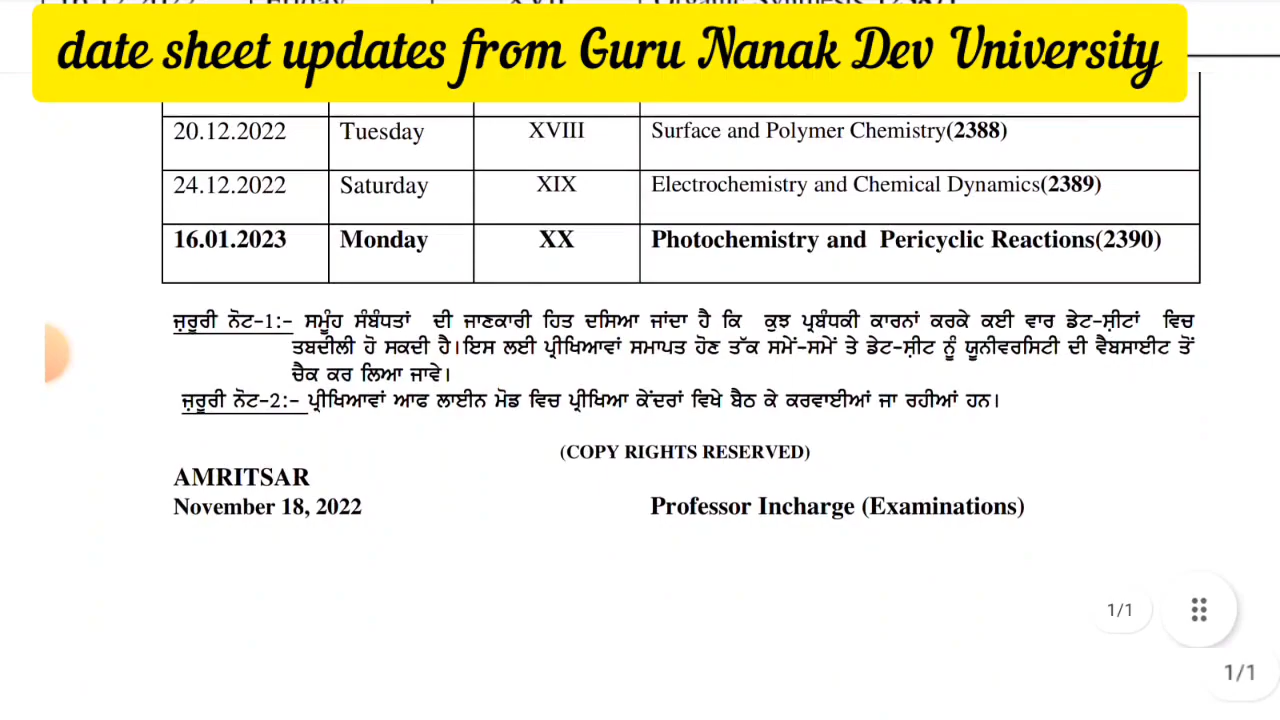 date sheet updates from Guru Nanak Dev University
20.12.2022 Tuesday XVIII Surface and Polymer Chemistry(2388)
24.12.2022 Saturday XIX Electrochemistry and Chemical Dynamics(2389)
16.01.2023 Monday XX Photochemistry and Pericyclic Reactions(2390)
ਜ਼ਰੂਰੀ ਨੋਟ-1:- ਸਮੂੰਹ ਸੰਬੰਧਤਾਂ ਦੀ ਜਾਣਕਾਰੀ ਹਿਤ ਦਸਿਆ ਜਾਂਦਾ ਹੈ ਕਿ ਕੁਝ ਪ੍ਰਬੰਧਕੀ ਕਾਰਨਾਂ ਕਰਕੇ ਕਈ ਵਾਰ ਡੇਟ-ਸ਼ੀਟਾਂ ਵਿਚ
ਤਬਦੀਲੀ ਹੋ ਸਕਦੀ ਹੈ।ਇਸ ਲਈ ਪ੍ਰੀਖਿਆਵਾਂ ਸਮਾਪਤ ਹੋਣ ਤੱਕ ਸਮੇਂ-ਸਮੇਂ ਤੇ ਡੇਟ-ਸ਼ੀਟ ਨੂੰ ਯੂਨੀਵਰਸਿਟੀ ਦੀ ਵੈਬਸਾਈਟ ਤੋਂ
ਚੈਕ ਕਰ ਲਿਆ ਜਾਵੇ।
ਜ਼ਰੂਰੀ ਨੋਟ-2:- ਪ੍ਰੀਖਿਆਵਾਂ ਆਫ ਲਾਈਨ ਮੋਡ ਵਿਚ ਪ੍ਰੀਖਿਆ ਕੇਂਦਰਾਂ ਵਿਖੇ ਬੈਠ ਕੇ ਕਰਵਾਈਆਂ ਜਾ ਰਹੀਆਂ ਹਨ।
(COPY RIGHTS RESERVED)
AMRITSAR
November 18, 2022 Professor Incharge (Examinations)
1/1
1/1